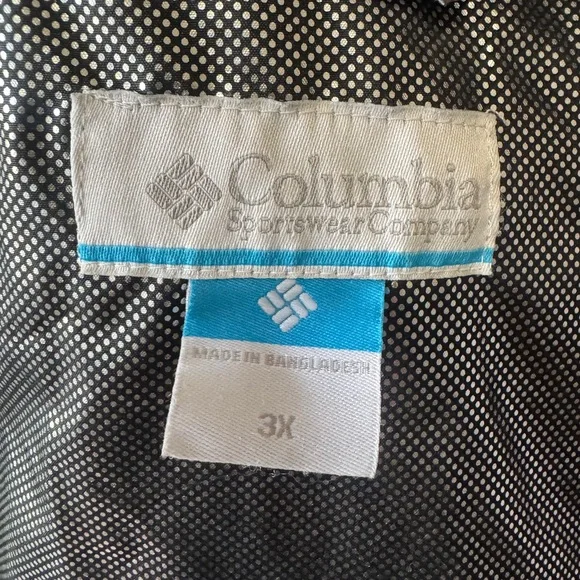 Columbia
Sportswear Company
MADE IN BANGLADESH
3X